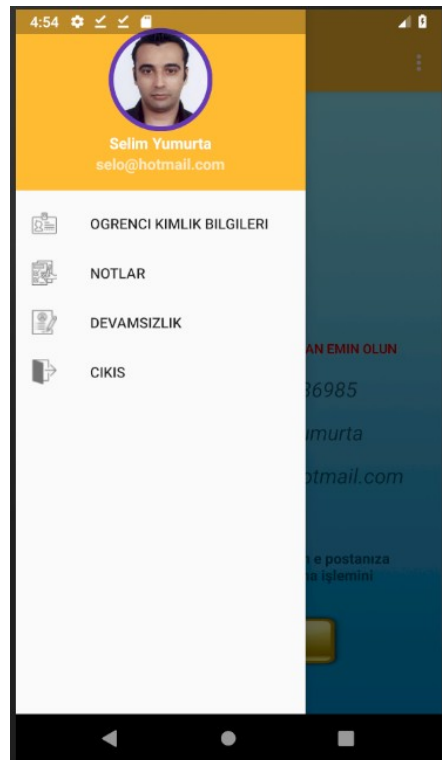 4:54
Selim Yumurta
selo@hotmail.com
OGRENCI KIMLIK BILGILERI
NOTLAR
DEVAMSIZLIK
CIKIS
AN EMIN OLUN
36985
ımurta
otmail.com
e postanıza
işlemini